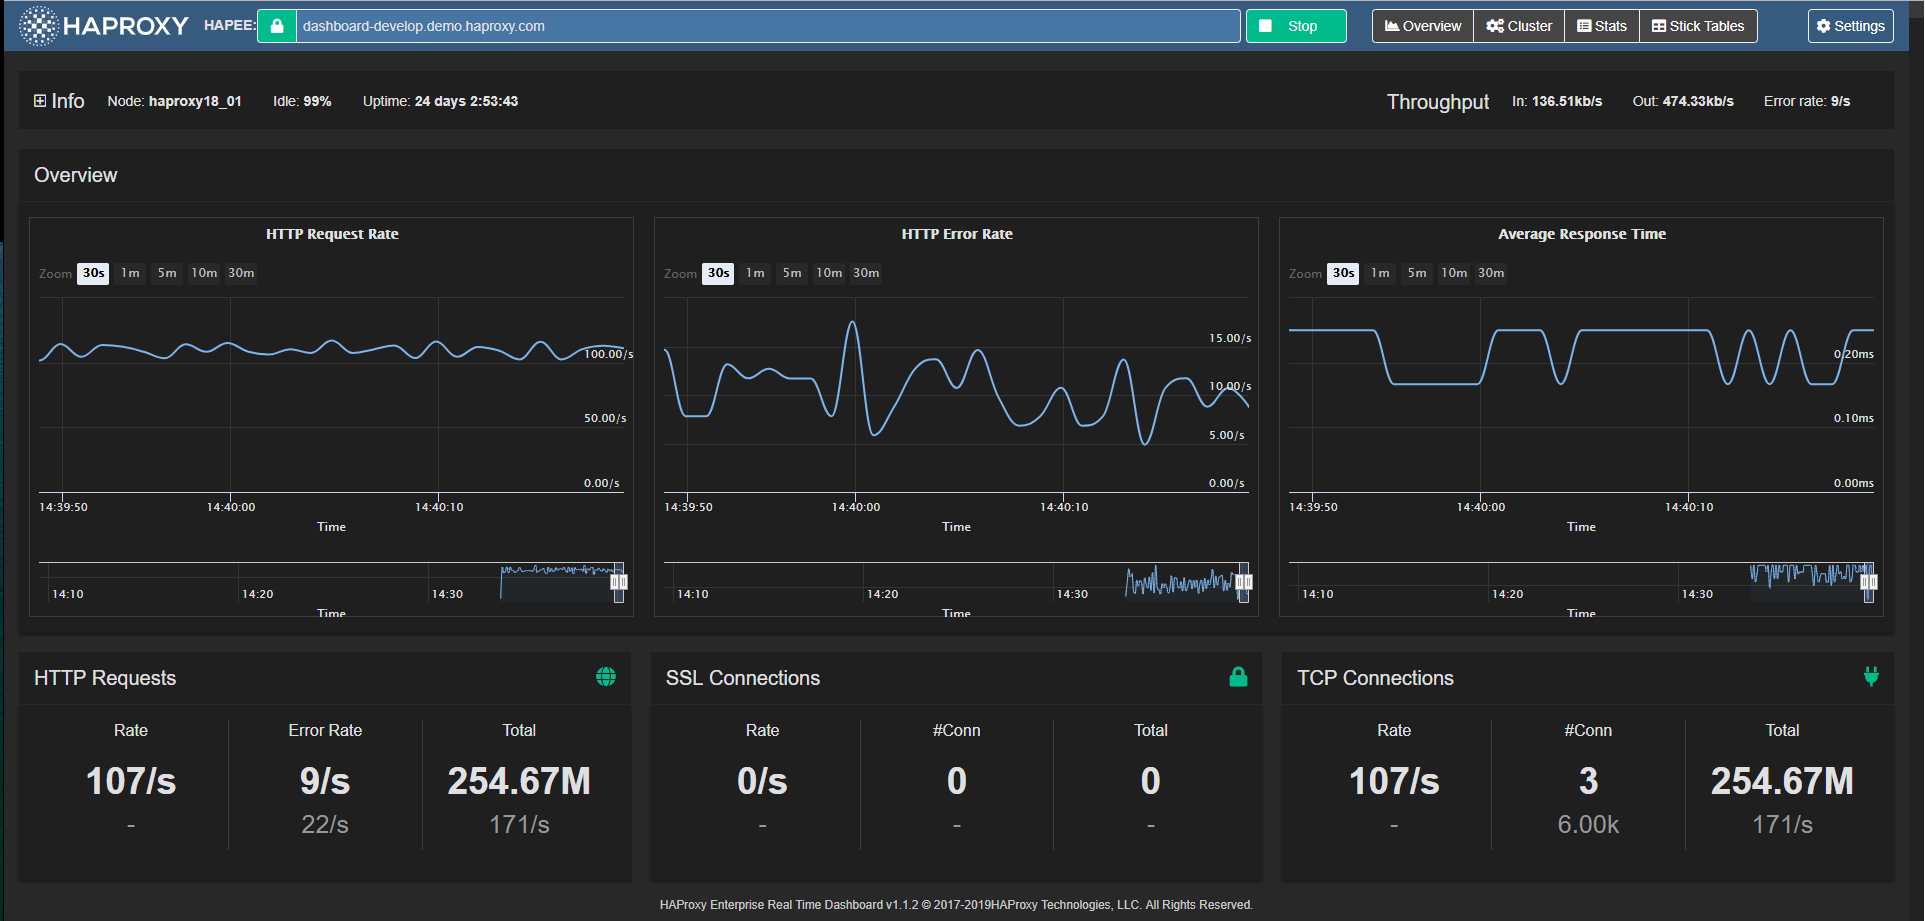 HAPROXY HAPEE: dashboard-develop.demo.haproxy.com Stop Overview Cluster Stats Stick Tables Settings
Info Node: haproxy18_01 Idle: 99% Uptime: 24 days 2:53:43 Throughput In: 136.51kb/s Out: 474.33kb/s Error rate: 9/s
Overview
HTTP Request Rate
Zoom 30s 1m 5m 10m 30m
100.00/s
50.00/s
0.00/s
14:39:50 14:40:00 14:40:10
Time
14:10 14:20 14:30
Time
HTTP Error Rate
Zoom 30s 1m 5m 10m 30m
15.00/s
10.00/s
5.00/s
0.00/s
14:39:50 14:40:00 14:40:10
Time
14:10 14:20 14:30
Time
Average Response Time
Zoom 30s 1m 5m 10m 30m
0.20ms
0.10ms
0.00ms
14:39:50 14:40:00 14:40:10
Time
14:10 14:20 14:30
Time
HTTP Requests
Rate Error Rate Total
107/s 9/s 254.67M
- 22/s 171/s
SSL Connections
Rate #Conn Total
0/s 0 0
- - -
TCP Connections
Rate #Conn Total
107/s 3 254.67M
- 6.00k 171/s
HAProxy Enterprise Real Time Dashboard v1.1.2 © 2017-2019HAProxy Technologies, LLC. All Rights Reserved.